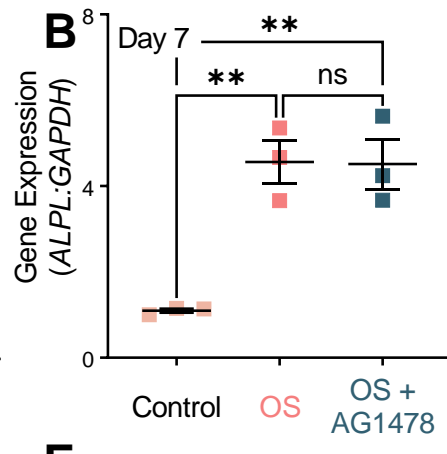 B
Day 7
**
**
ns
8
4
0
Gene Expression
(ALPL:GAPDH)
Control
OS
OS +
AG1478